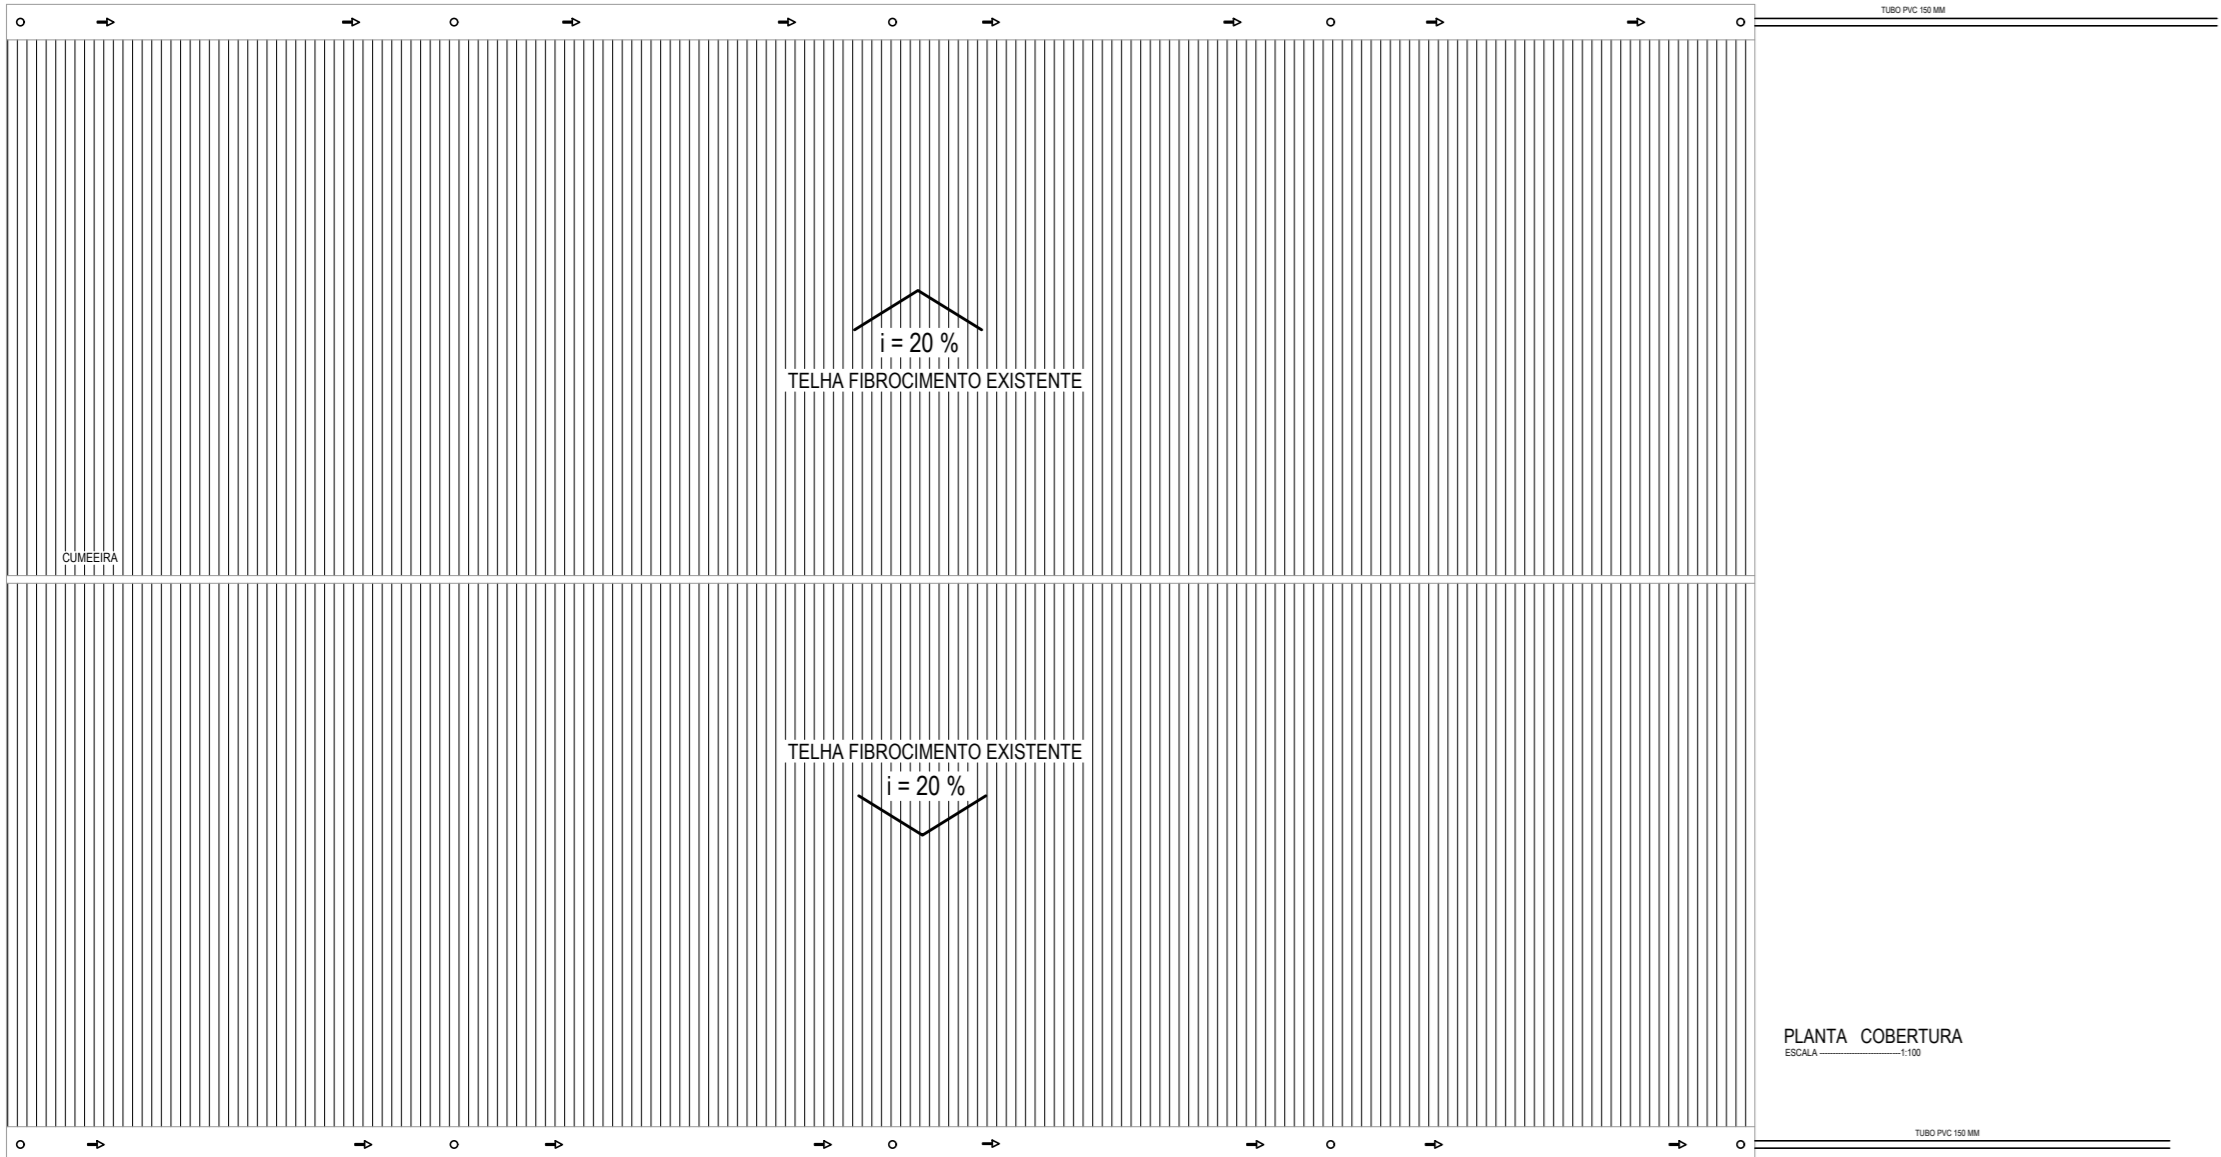 TUBO PVC 150 MM
i = 20 %
TELHA FIBROCIMENTO EXISTENTE
CUMEEIRA
TELHA FIBROCIMENTO EXISTENTE
i = 20 %
PLANTA COBERTURA
ESCALA ---------------------------1:100
TUBO PVC 150 MM